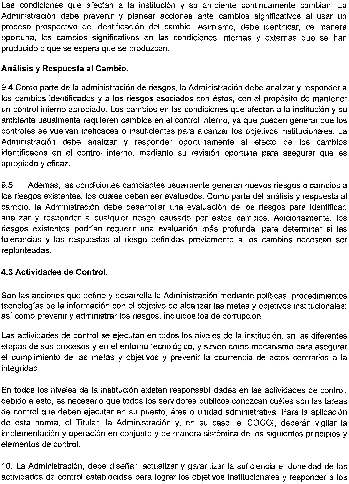 Las condiciones que afectan a la institución y su ambiente continuamente cambian. La
Administración debe prevenir y planear acciones ante cambios significativos al usar un
proceso prospectivo de identificación del cambio. Asimismo, debe identificar, de manera
oportuna, los cambios significativos en las condiciones internas y externas que se han
producido o que se espera que se produzcan.
Análisis y Respuesta al Cambio.
9.4 Como parte de la administración de riesgos, la Administración debe analizar y responder a
los cambios identificados y a los riesgos asociados con éstos, con el propósito de mantener
un control interno apropiado. Los cambios en las condiciones que afectan a la institución y su
ambiente usualmente requieren cambios en el control interno, ya que pueden generar que los
controles se vuelvan ineficaces o insuficientes para alcanzar los objetivos institucionales. La
Administración debe analizar y responder oportunamente al efecto de los cambios
identificados en el control interno, mediante su revisión oportuna para asegurar que es
apropiado y eficaz.
9.5 Además, las condiciones cambiantes usualmente generan nuevos riesgos o cambios a
los riesgos existentes, los cuales deben ser evaluados. Como parte del análisis y respuesta al
cambio, la Administración debe desarrollar una evaluación de los riesgos para identificar,
analizar y responder a cualquier riesgo causado por estos cambios. Adicionalmente, los
riesgos existentes podrían requerir una evaluación más profunda para determinar si las
tolerancias y las respuestas al riesgo definidas previamente a los cambios necesitan ser
replanteadas.
4.3 Actividades de Control.
Son las acciones que define y desarrolla la Administración mediante políticas, procedimientos
tecnologías de la información con el objetivo de alcanzar las metas y objetivos institucionales;
así como prevenir y administrar los riesgos, incluidos los de corrupción.
Las actividades de control se ejecutan en todos los niveles de la institución, en las diferentes
etapas de sus procesos y en el entorno tecnológico, y sirven como mecanismos para asegurar
el cumplimiento de las metas y objetivos y prevenir la ocurrencia de actos contrarios a la
integridad.
En todos los niveles de la institución existen responsabilidades en las actividades de control,
debido a esto, es necesario que todos los servidores públicos conozcan cuáles son las tareas
de control que deben ejecutar en su puesto, área o unidad administrativa. Para la aplicación
de esta norma, el Titular, la Administración y, en su caso, el COCODI, deberán vigilar la
implementación y operación en conjunto y de manera sistémica de los siguientes principios y
elementos de control.
10. La Administración, debe diseñar, actualizar y garantizar la suficiencia e idoneidad de las
actividades de control establecidas para lograr los objetivos institucionales y responder a los